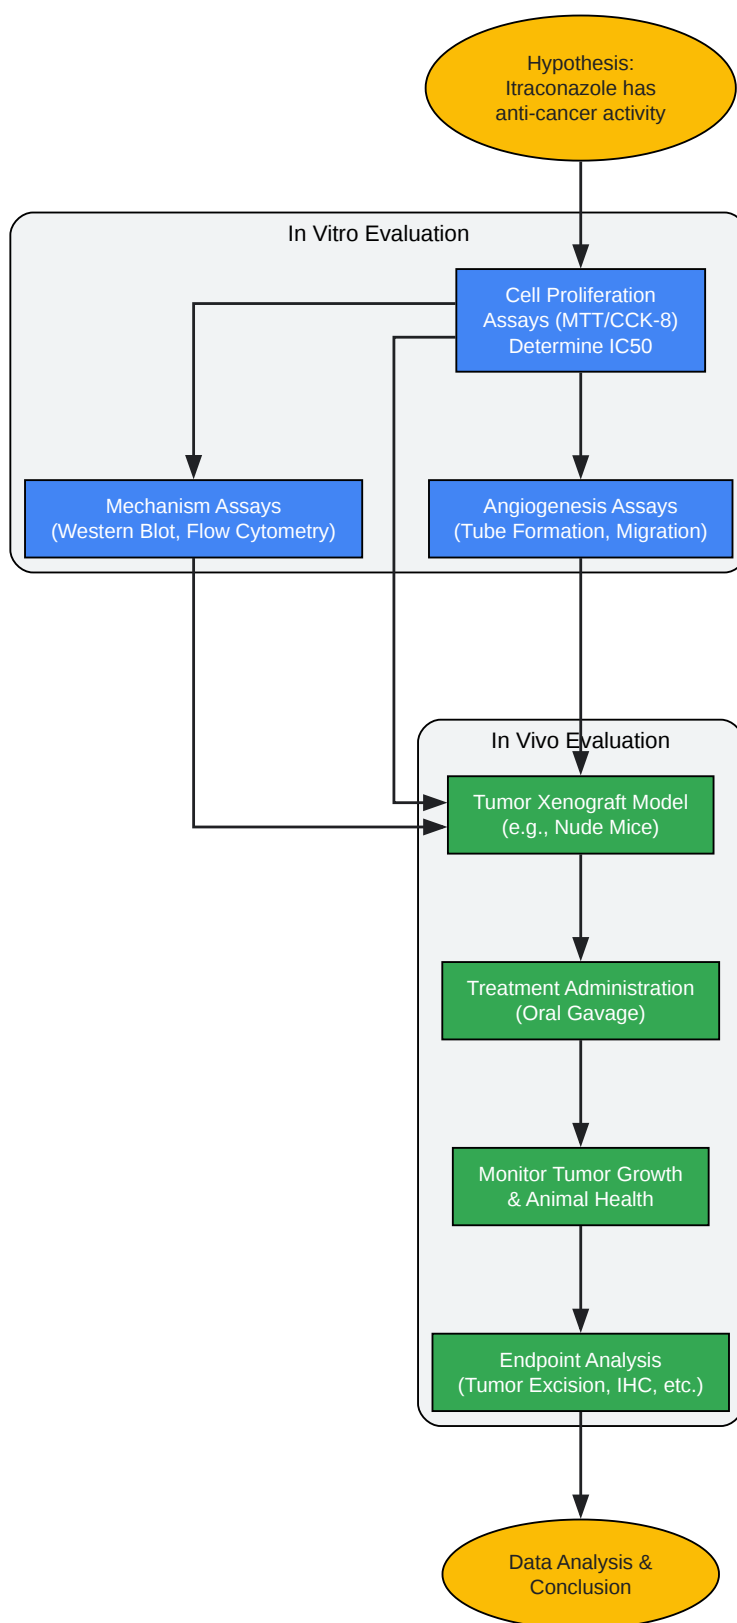 Hypothesis:
Itraconazole has
anti-cancer activity
In Vitro Evaluation
Cell Proliferation
Assays (MTT/CCK-8)
Determine IC50
Mechanism Assays
(Western Blot, Flow Cytometry)
Angiogenesis Assays
(Tube Formation, Migration)
In Vivo Evaluation
Tumor Xenograft Model
(e.g., Nude Mice)
Treatment Administration
(Oral Gavage)
Monitor Tumor Growth
& Animal Health
Endpoint Analysis
(Tumor Excision, IHC, etc.)
Data Analysis &
Conclusion